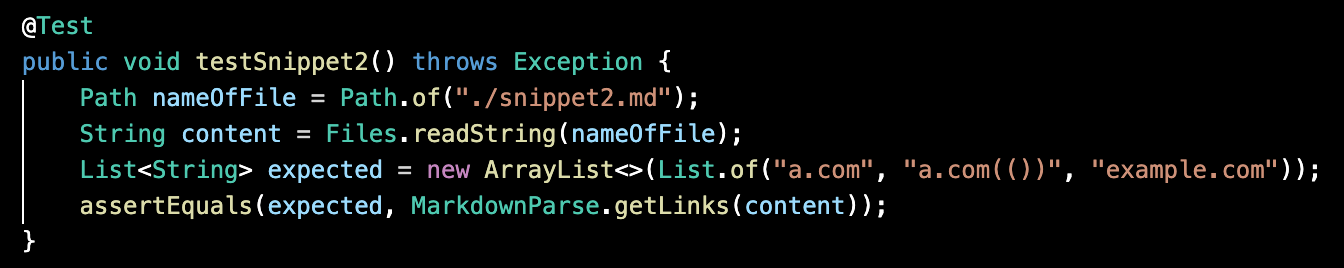 @Test
public void testSnippet2() throws Exception {
    Path nameOfFile = Path.of("./snippet2.md");
    String content = Files.readString(nameOfFile);
    List<String> expected = new ArrayList<>(List.of("a.com", "a.com(())", "example.com"));
    assertEquals(expected, MarkdownParse.getLinks(content));
}